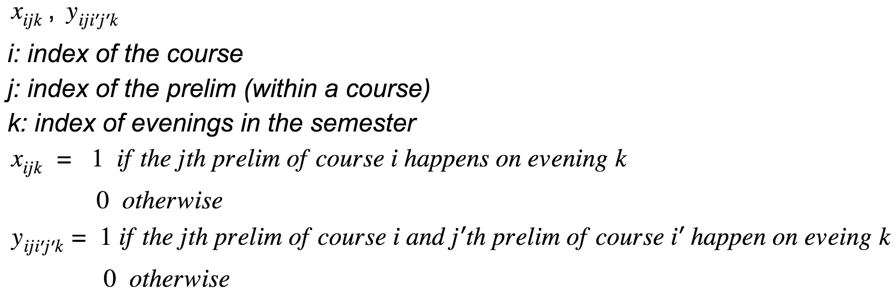 x_{ijk} , y_{iji'j'k}
i: index of the course
j: index of the prelim (within a course)
k: index of evenings in the semester
x_{ijk} = 1 if the jth prelim of course i happens on evening k
0 otherwise
y_{iji'j'k} = 1 if the jth prelim of course i and j'th prelim of course i' happen on eveing k
0 otherwise